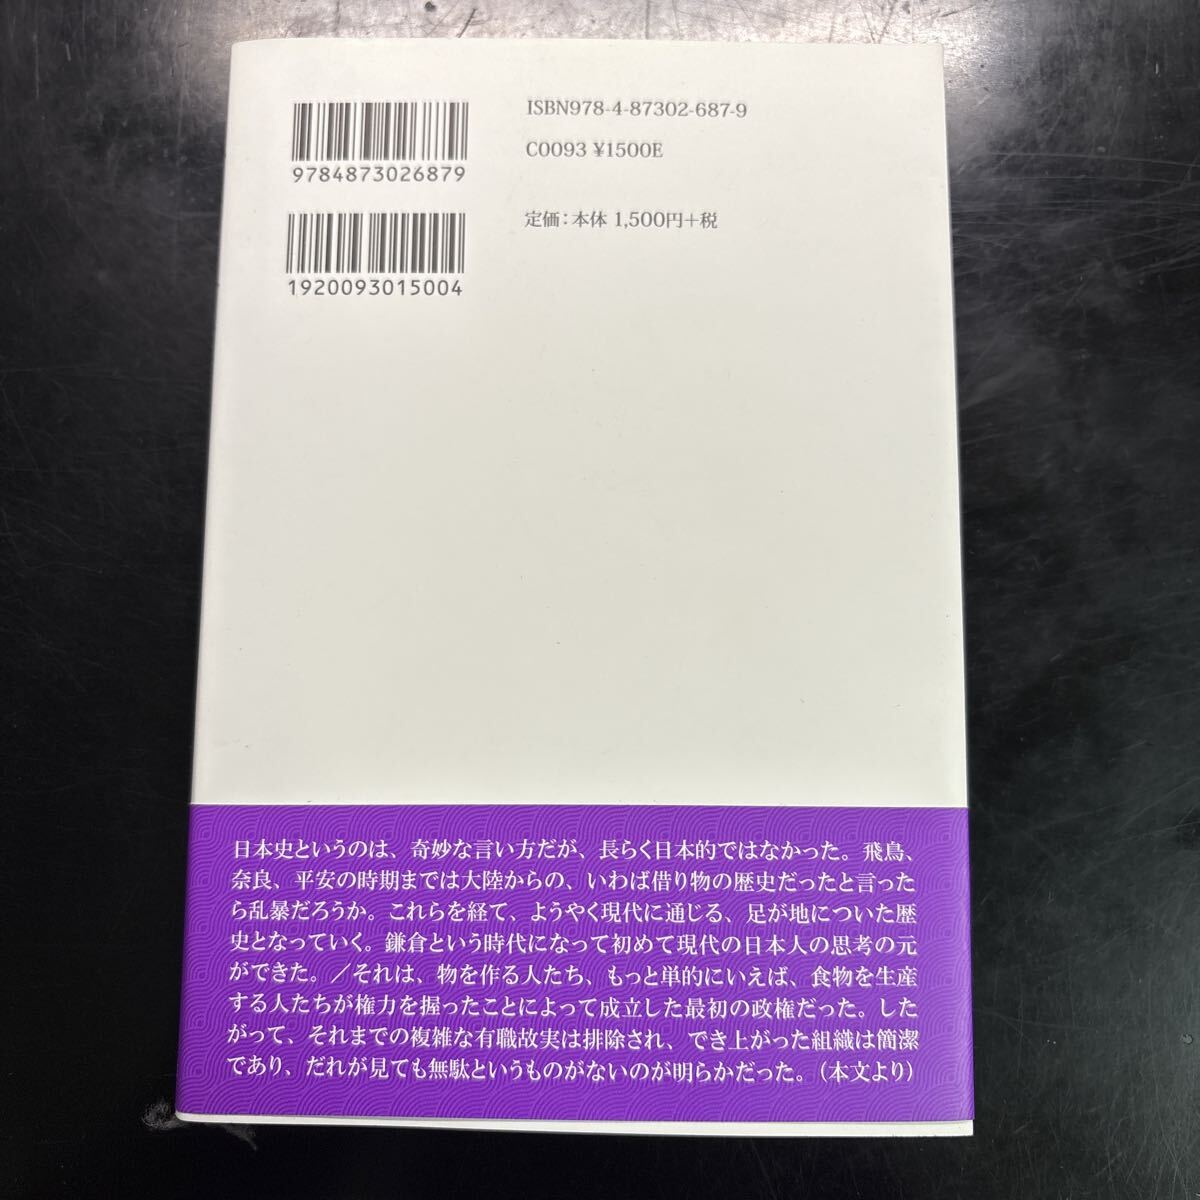 ISBN978-4-87302-687-9
C0093 ¥1500E
9784873026879
定価：本体 1,500円+税
1920093015004
日本史というのは、奇妙な言い方だが、長らく日本的ではなかった。飛鳥、
奈良、平安の時期までは大陸からの、いわば借り物の歴史だったと言った
ら乱暴だろうか。これらを経て、ようやく現代に通じる、足が地についた歴
史となっていく。鎌倉という時代になって初めて現代の日本人の思考の元
ができた。／それは、物を作る人たち、もっと単的にいえば、食物を生産
する人たちが権力を握ったことによって成立した最初の政権だった。した
がって、それまでの複雑な有職故実は排除され、でき上がった組織は簡潔
であり、だれが見ても無駄というものがないのが明らかだった。（本文より）